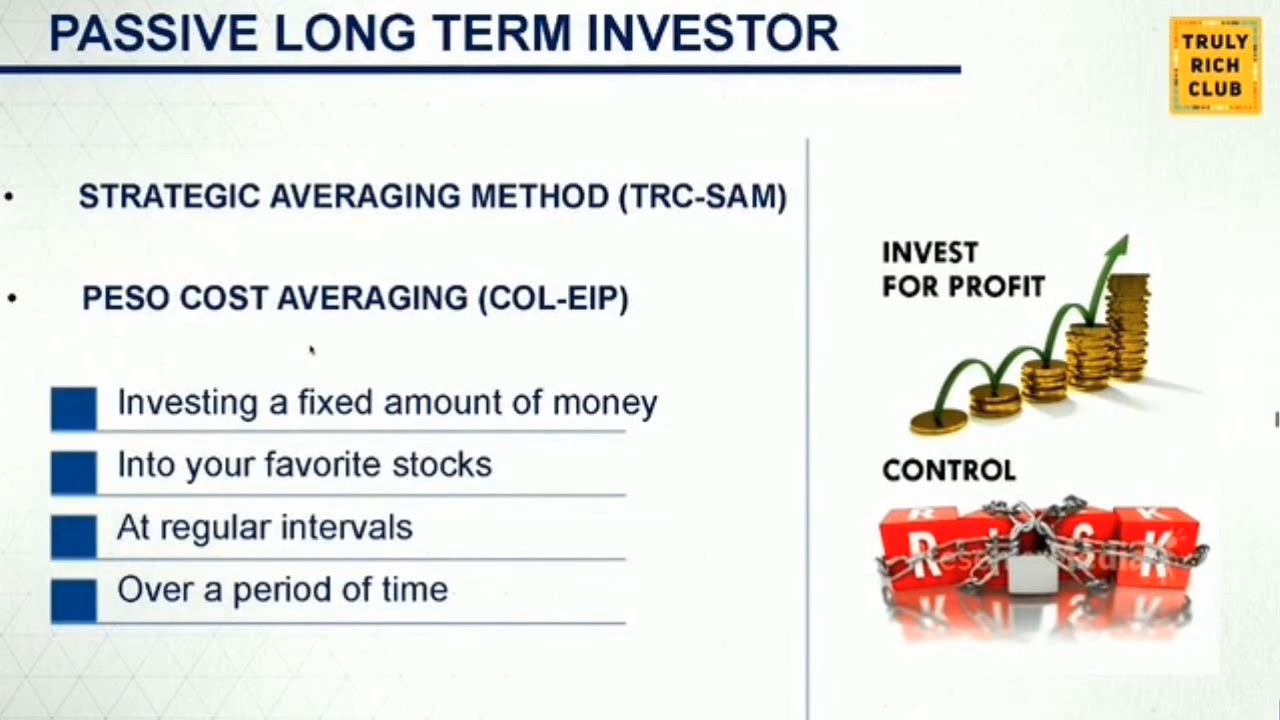 PASSIVE LONG TERM INVESTOR
TRULY
RICH
CLUB
• STRATEGIC AVERAGING METHOD (TRC-SAM)
• PESO COST AVERAGING (COL-EIP)
Investing a fixed amount of money
Into your favorite stocks
At regular intervals
Over a period of time
INVEST
FOR PROFIT
CONTROL
R I S K